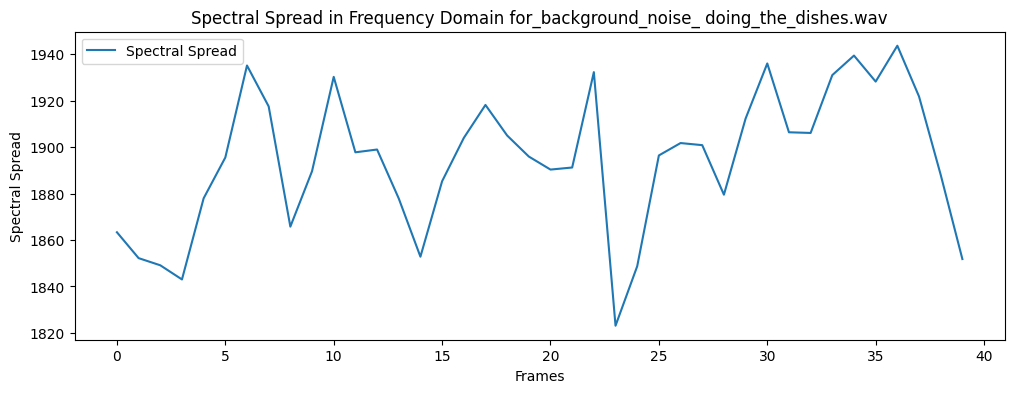 Spectral Spread in Frequency Domain for_background_noise_ doing_the_dishes.wav
Spectral Spread
Spectral Spread
1940
1920
1900
1880
1860
1840
1820
0 5 10 15 20 25 30 35 40
Frames